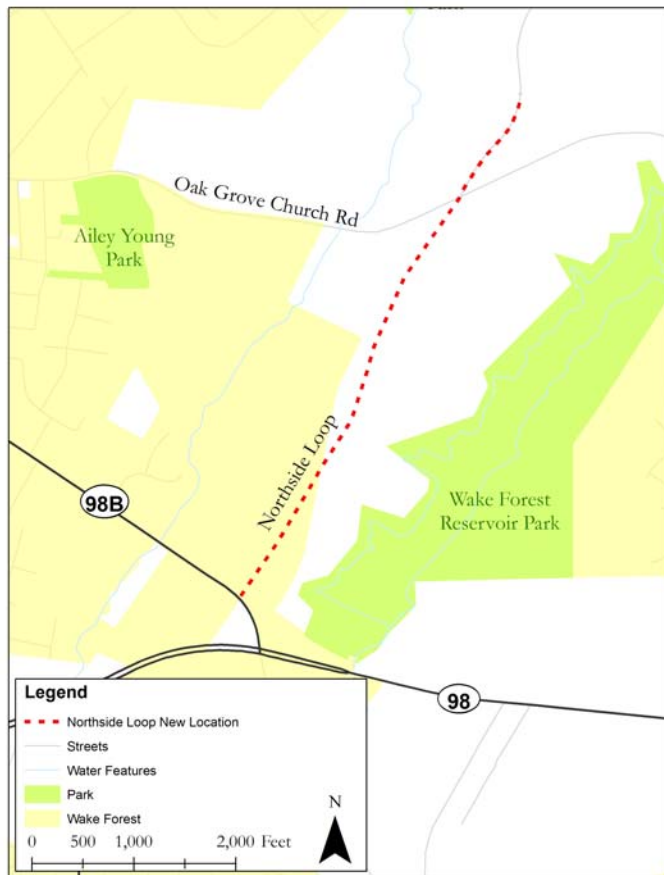 Oak Grove Church Rd
Ailey Young
Park
Northside Loop
98B
Wake Forest
Reservoir Park
98
Legend
Northside Loop New Location
Streets
Water Features
Park
Wake Forest
N
0 500 1,000 2,000 Feet